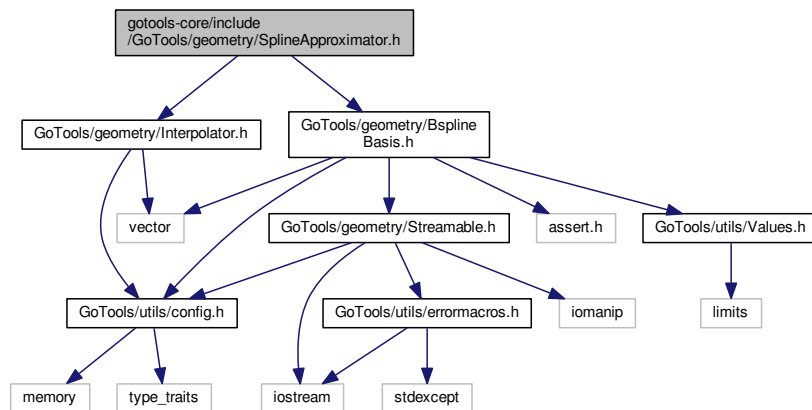 gotools-core/include
/GoTools/geometry/SplineApproximator.h
GoTools/geometry/Interpolator.h
GoTools/geometry/Bspline
Basis.h
vector
GoTools/geometry/Streamable.h
assert.h
GoTools/utils/Values.h
GoTools/utils/config.h
GoTools/utils/errormacros.h
iomanip
limits
memory
type_traits
iostream
stdexcept